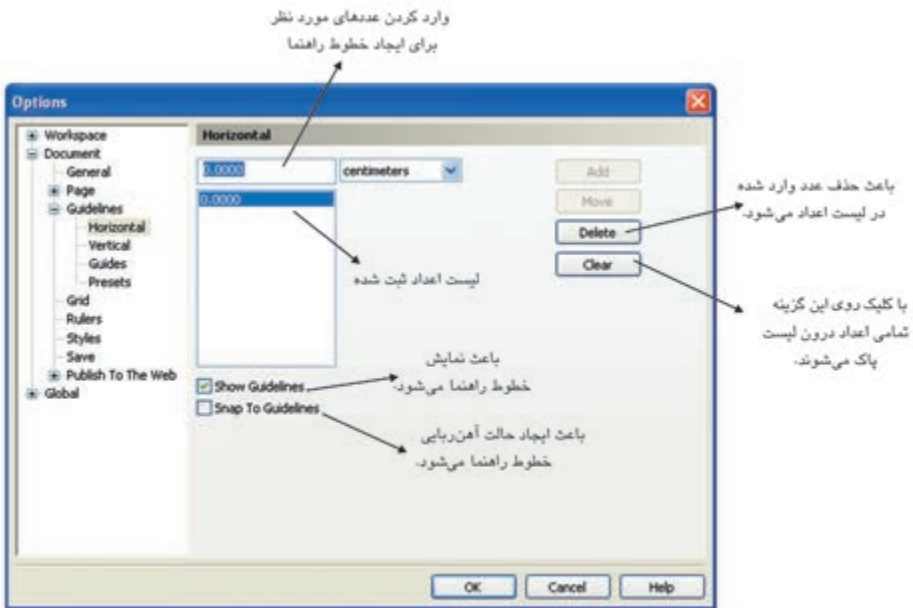 وارد کردن عددهای مورد نظر
برای ایجاد خطوط راهنما
Options
Workspace
Document
General
Page
Guidelines
Horizontal
Vertical
Guides
Presets
Grid
Rulers
Styles
Save
Publish To The Web
Global
Horizontal
0.0000
centimeters
0.0000
لیست اعداد ثبت شده
Add
Move
Delete
Clear
باعث حذف عدد وارد شده
در لیست اعداد می‌شود.
با کلیک روی این گزینه
تمامی اعداد درون لیست
پاک می‌شوند.
Show Guidelines
باعث نمایش
خطوط راهنما می‌شود.
Snap To Guidelines
باعث ایجاد حالت آهن‌ربایی
خطوط راهنما می‌شود.
OK
Cancel
Help